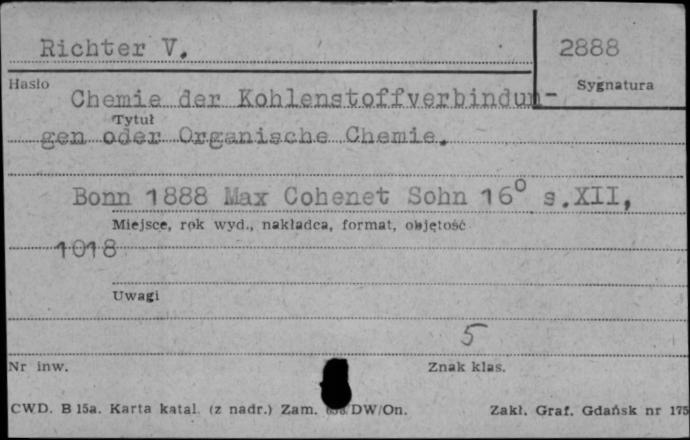 Richter V. 2888
Hasło Sygnatura
Chemie der Kohlenstoffverbindun-
Tytuł
gen oder Organische Chemie.
Bonn 1888 Max Cohenet Sohn 16⁰ s.XII,
Miejsce, rok wyd., nakładca, format, objętość
1018
Uwagi
5
Nr inw. Znak klas.
CWD. B 15a. Karta katal. (z nadr.) Zam. DW/On. Zakł. Graf. Gdańsk nr 175